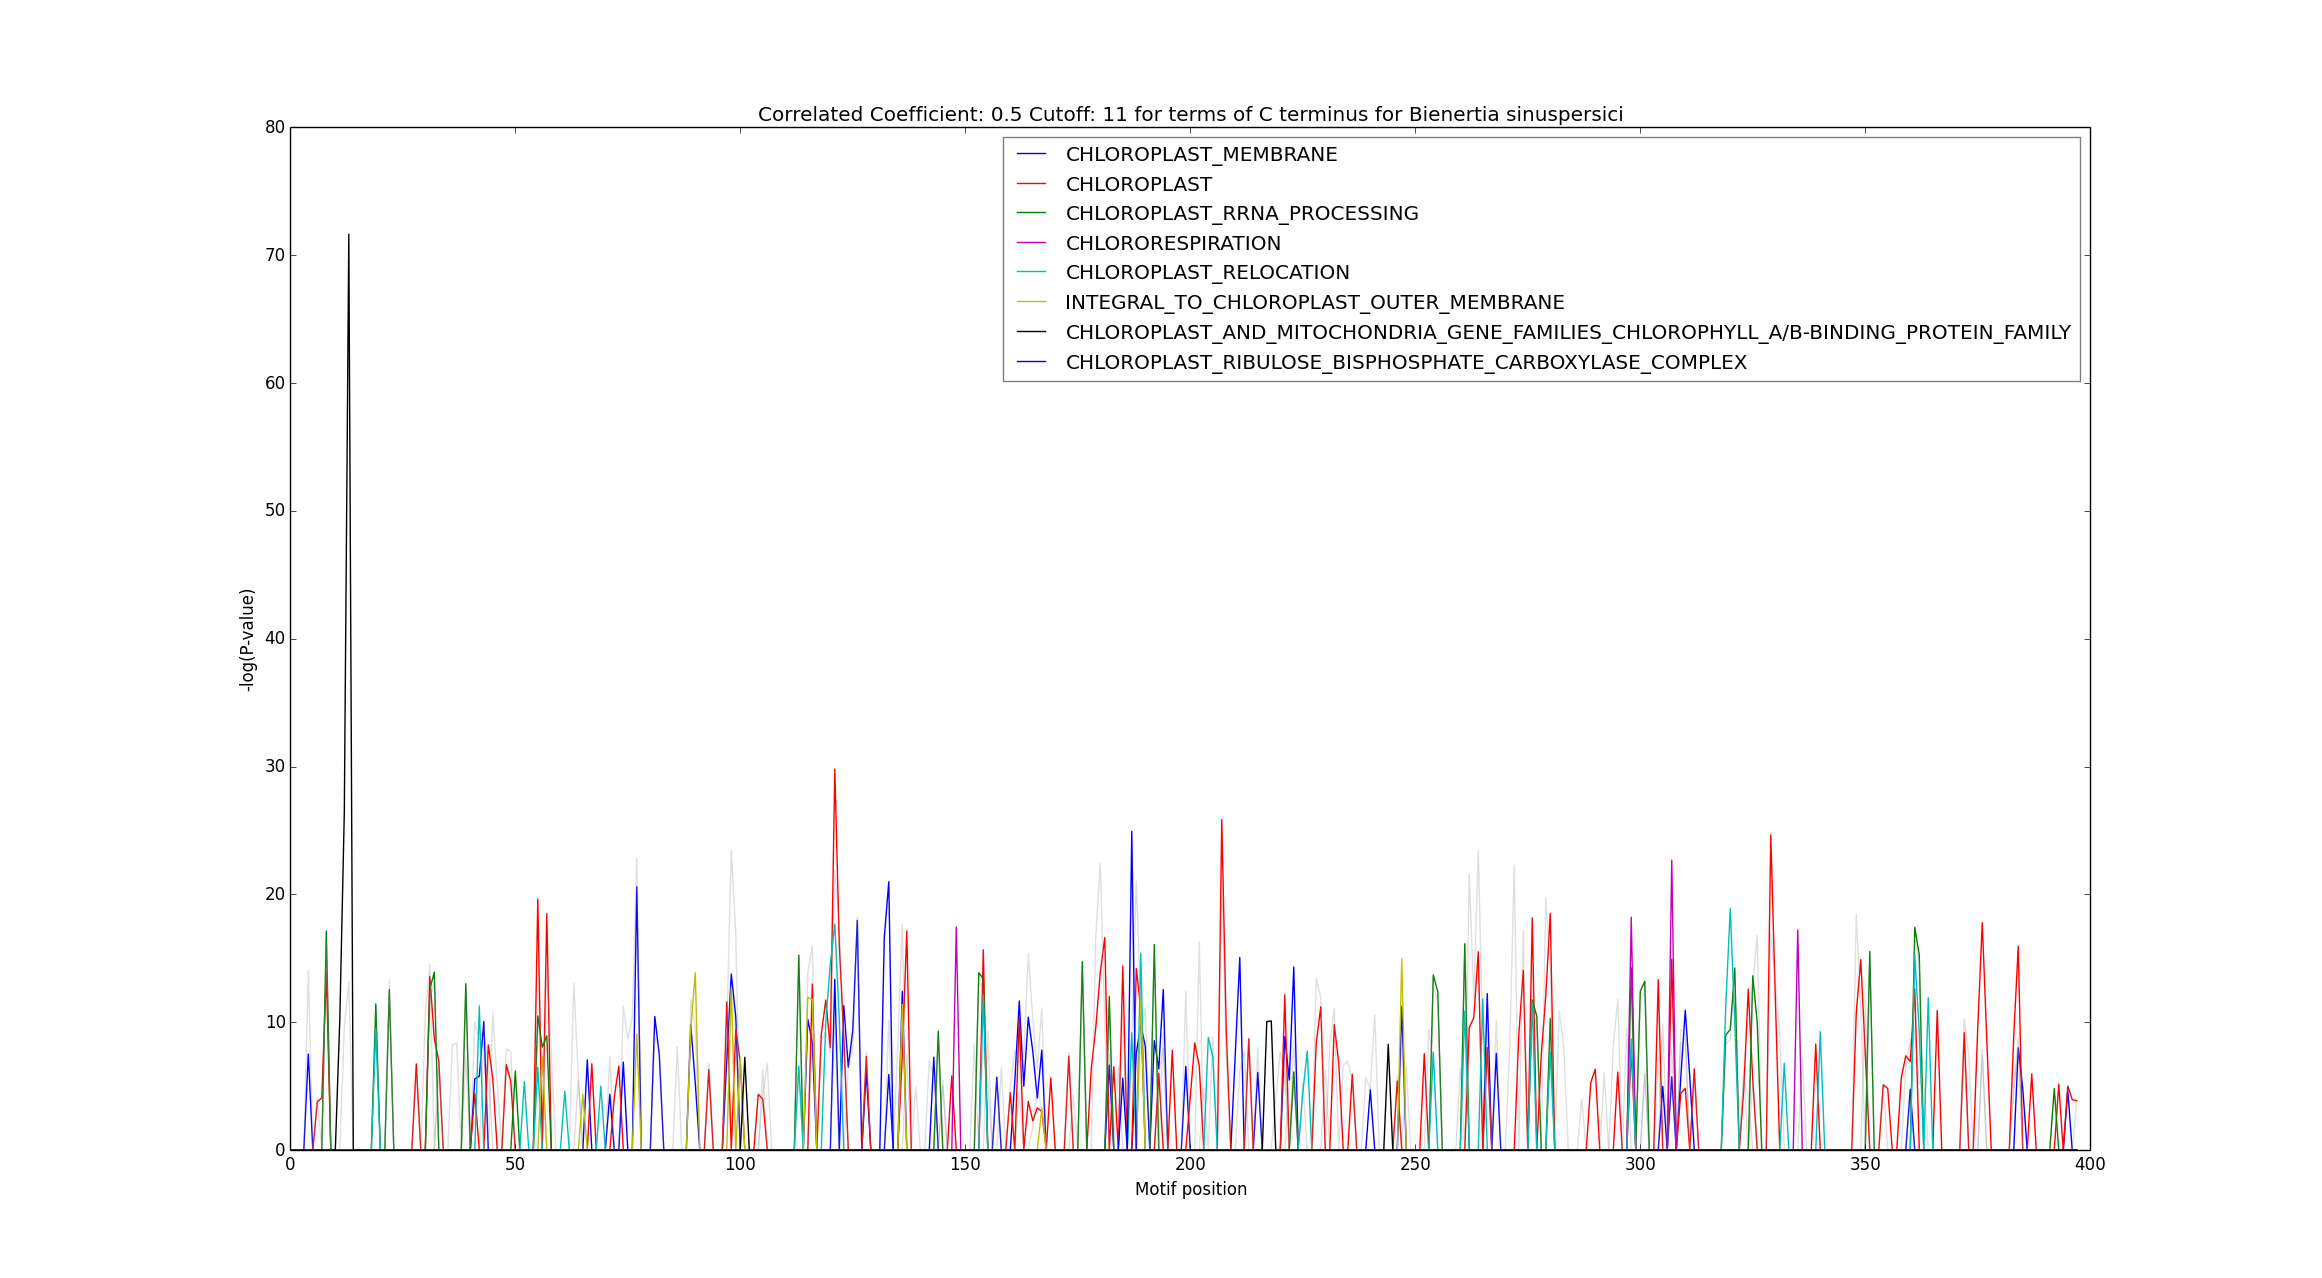 Correlated Coefficient: 0.5 Cutoff: 11 for terms of C terminus for Bienertia sinuspersici
80
70
60
50
40
30
20
10
0
-log(P-value)
CHLOROPLAST_MEMBRANE
CHLOROPLAST
CHLOROPLAST_RRNA_PROCESSING
CHLORORESPIRATION
CHLOROPLAST_RELOCATION
INTEGRAL_TO_CHLOROPLAST_OUTER_MEMBRANE
CHLOROPLAST_AND_MITOCHONDRIA_GENE_FAMILIES_CHLOROPHYLL_A/B-BINDING_PROTEIN_FAMILY
CHLOROPLAST_RIBULOSE_BISPHOSPHATE_CARBOXYLASE_COMPLEX
0 50 100 150 200 250 300 350 400
Motif position